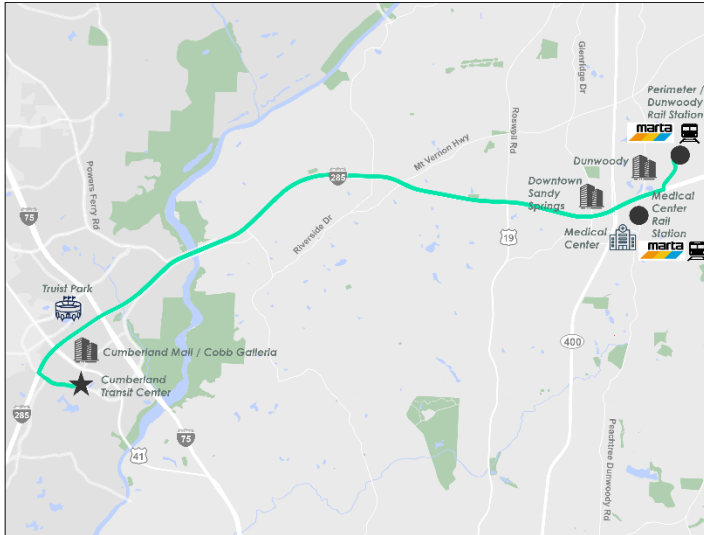 Glenridge Dr
Perimeter /
Dunwoody
Rail Station
marta
Roswell Rd
Mt Vernon Hwy
Dunwoody
Powers Ferry Rd
285
Downtown
Sandy
Springs
Medical
Center
Rail
Station
75
Riverside Dr
19
Medical
Center
marta
Truist Park
400
Cumberland Mall / Cobb Galleria
Cumberland
Transit Center
285
75
41
Peachtree Dunwoody Rd